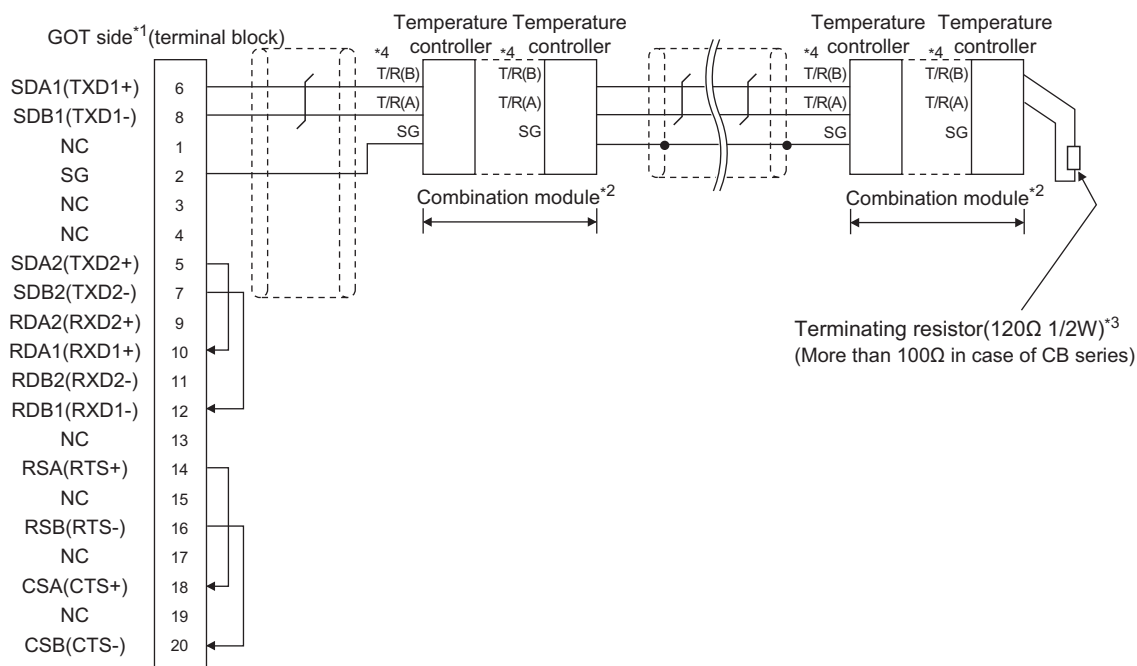 GOT side*1(terminal block)
SDA1(TXD1+) 6
SDB1(TXD1-) 8
NC 1
SG 2
NC 3
NC 4
SDA2(TXD2+) 5
SDB2(TXD2-) 7
RDA2(RXD2+) 9
RDA1(RXD1+) 10
RDB2(RXD2-) 11
RDB1(RXD1-) 12
NC 13
RSA(RTS+) 14
NC 15
RSB(RTS-) 16
NC 17
CSA(CTS+) 18
NC 19
CSB(CTS-) 20
Temperature
controller
*4
T/R(B)
T/R(A)
SG
Temperature
controller
*4
T/R(B)
T/R(A)
SG
Combination module*2
Temperature
controller
*4
T/R(B)
T/R(A)
SG
Temperature
controller
*4
T/R(B)
T/R(A)
SG
Combination module*2
Terminating resistor(120Ω 1/2W)*3
(More than 100Ω in case of CB series)